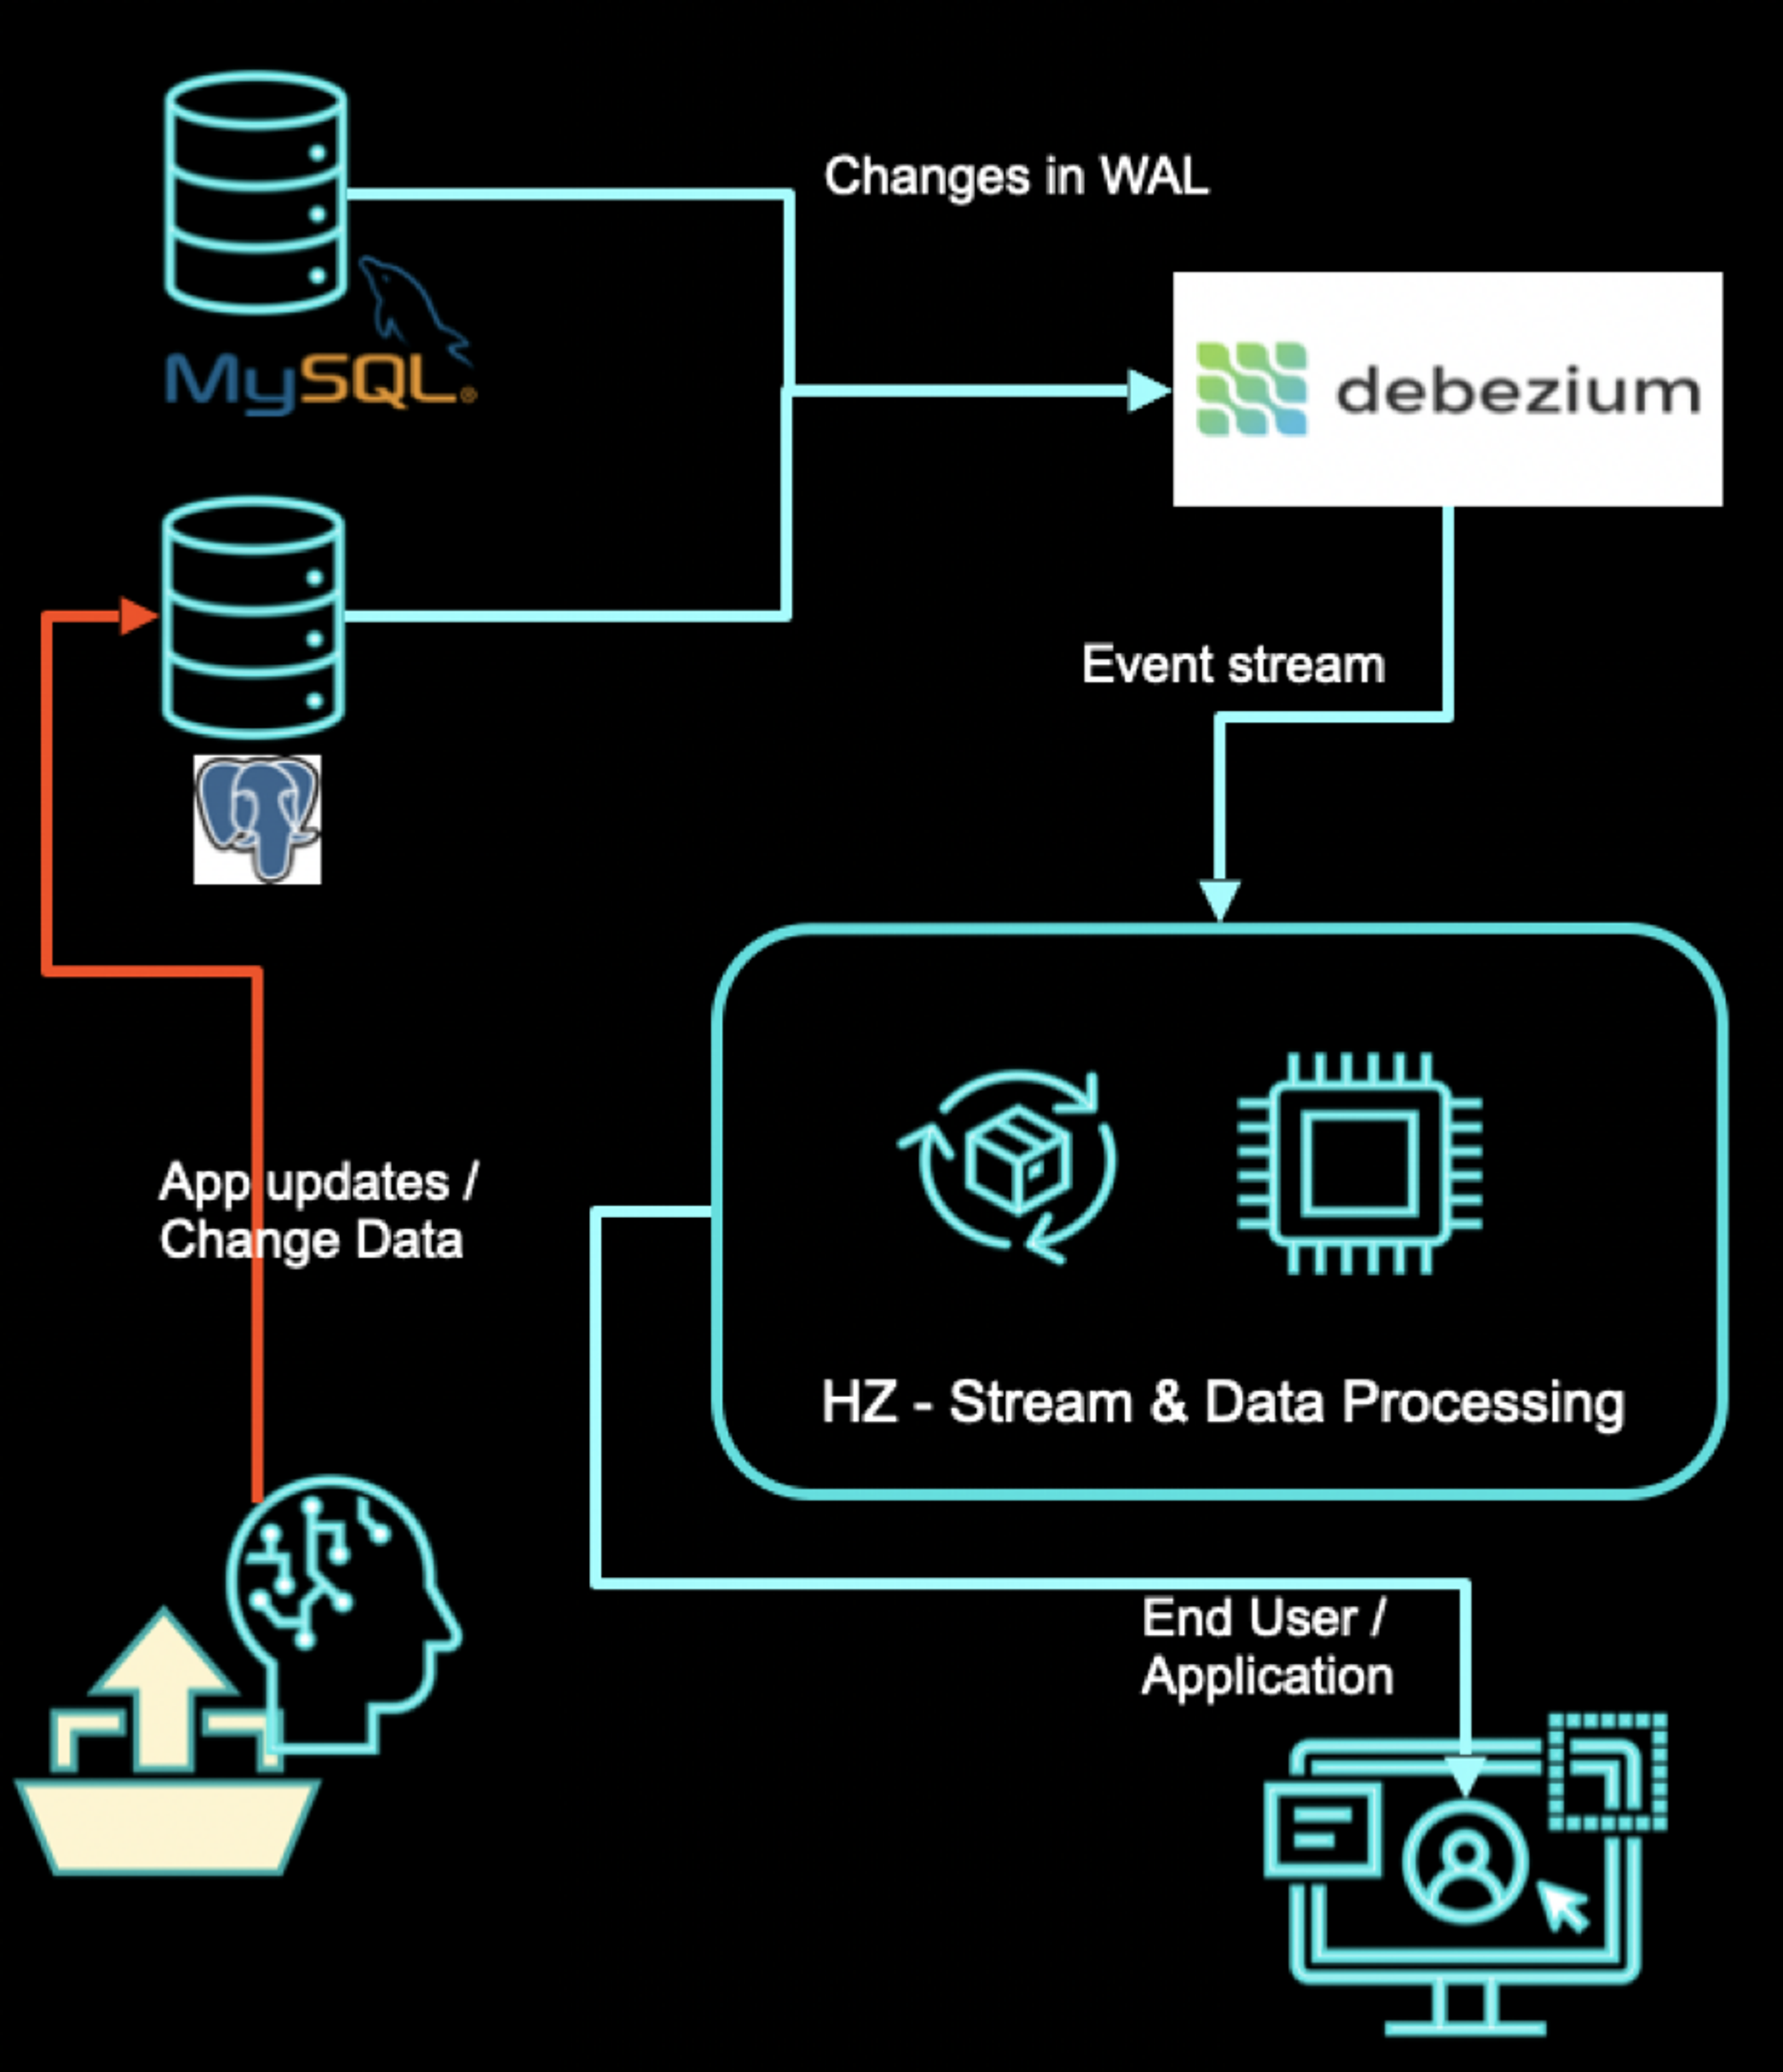 Changes in WAL
MySQL®
debezium
Event stream
App updates /
Change Data
HZ - Stream & Data Processing
End User /
Application